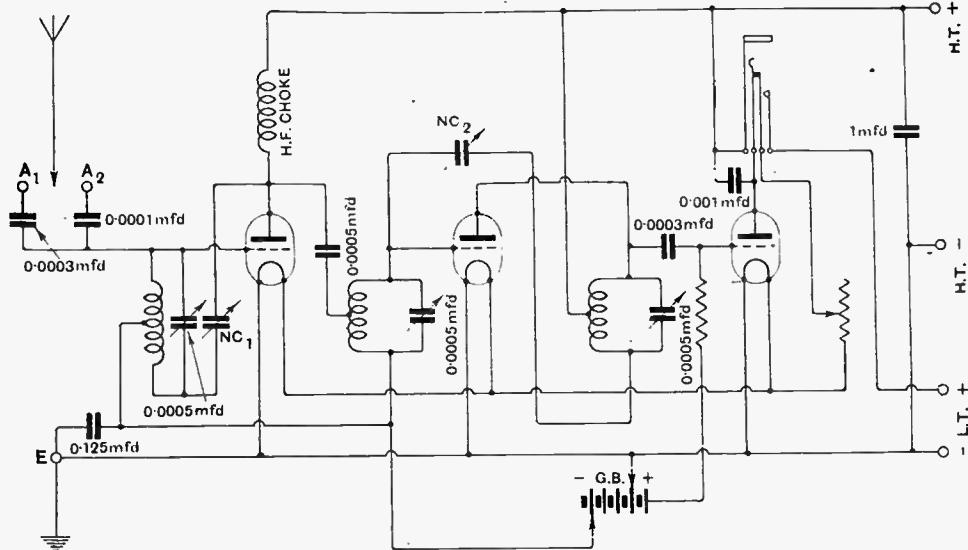 +
H.T.
H.F. CHOKE
NC2
1mfd
A1
A2
0·0001mfd
0·001mfd
0·0005mfd
0·0003mfd
0·0003mfd
-
H.T.
NC1
0·0005mfd
0·0005mfd
0·0005mfd
+
L.T.
-
0·125mfd
E
- G.B. +